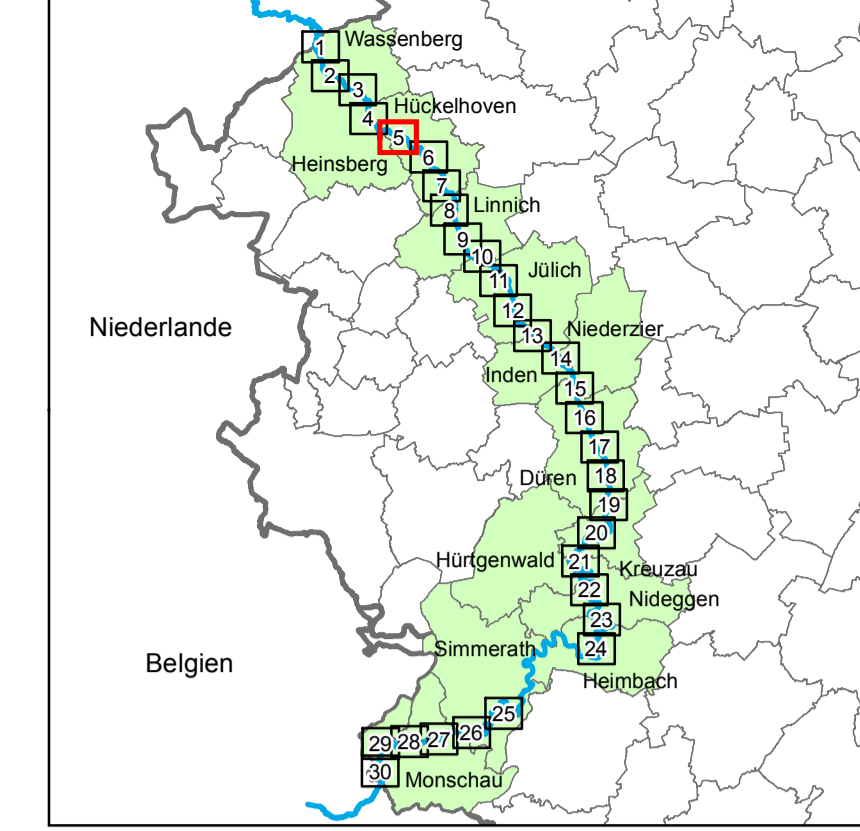 1
Wassenberg
2
3
Hückelhoven
4
5
6
Heinsberg
7
8
Linnich
9
10
Jülich
11
12
Niederlande
13
Niederzier
14
Inden
15
16
17
18
Düren
19
20
Hürtgenwald
21
Kreuzau
22
Nideggen
23
Simmerath
24
Belgien
Heimbach
25
26
27
28
29
30
Monschau